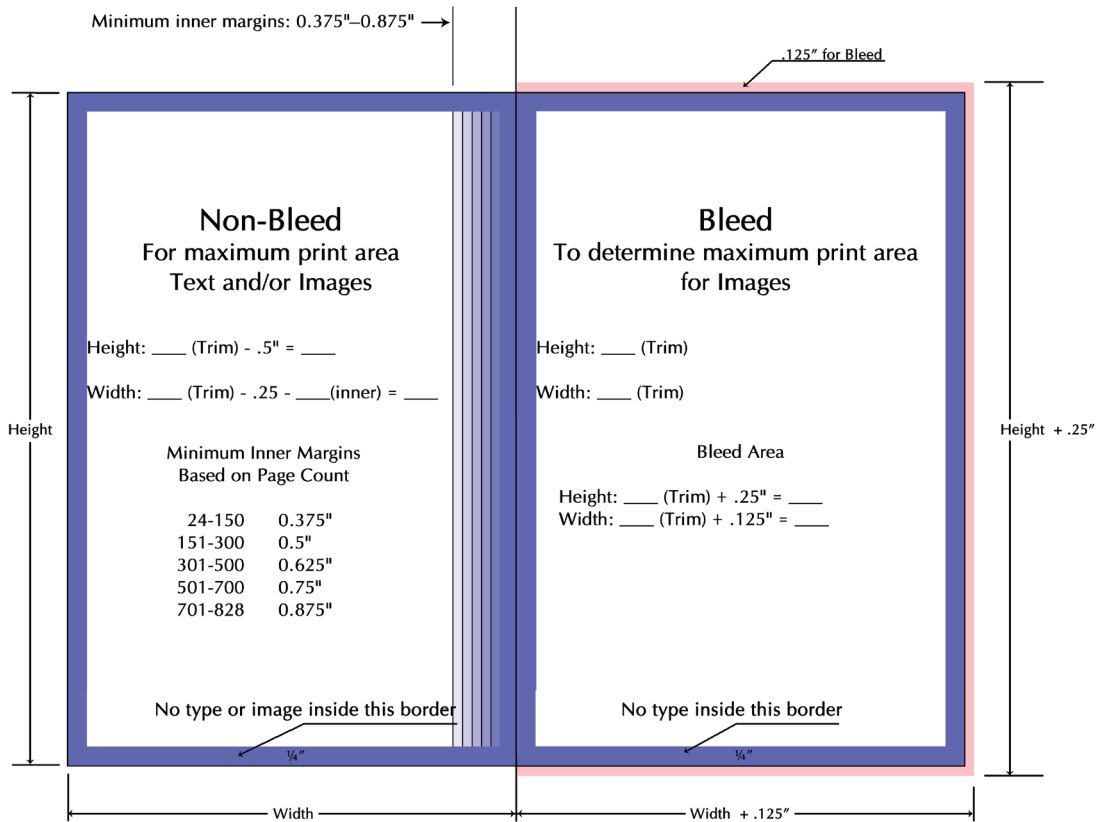 Minimum inner margins: 0.375"–0.875"
.125″ for Bleed
Non-Bleed
For maximum print area
Text and/or Images
Height: ____ (Trim) - .5" = ____
Width: ____ (Trim) - .25 - ____(inner) = ____
Minimum Inner Margins
Based on Page Count
24-150 0.375"
151-300 0.5"
301-500 0.625"
501-700 0.75"
701-828 0.875"
No type or image inside this border
¼″
Bleed
To determine maximum print area
for Images
Height: ____ (Trim)
Width: ____ (Trim)
Bleed Area
Height: ____ (Trim) + .25" = ____
Width: ____ (Trim) + .125" = ____
No type inside this border
¼″
Height
Height + .25″
Width
Width + .125″